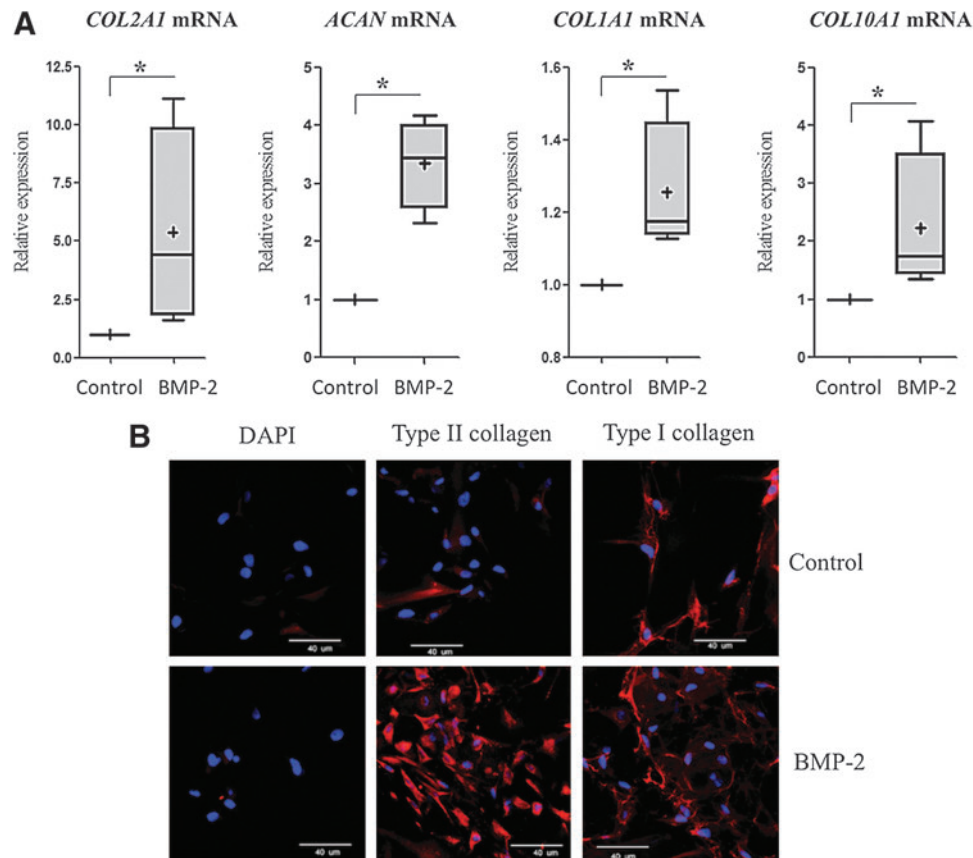 A
COL2A1 mRNA
ACAN mRNA
COL1A1 mRNA
COL10A1 mRNA
Relative expression
12.5
10.0
7.5
5.0
2.5
0.0
*
Control
BMP-2
Relative expression
5
4
3
2
1
0
*
Control
BMP-2
Relative expression
1.6
1.4
1.2
1.0
0.8
*
Control
BMP-2
Relative expression
5
4
3
2
1
0
*
Control
BMP-2
B
DAPI
Type II collagen
Type I collagen
40 um
40 um
40 um
Control
40 um
40 um
40 um
BMP-2